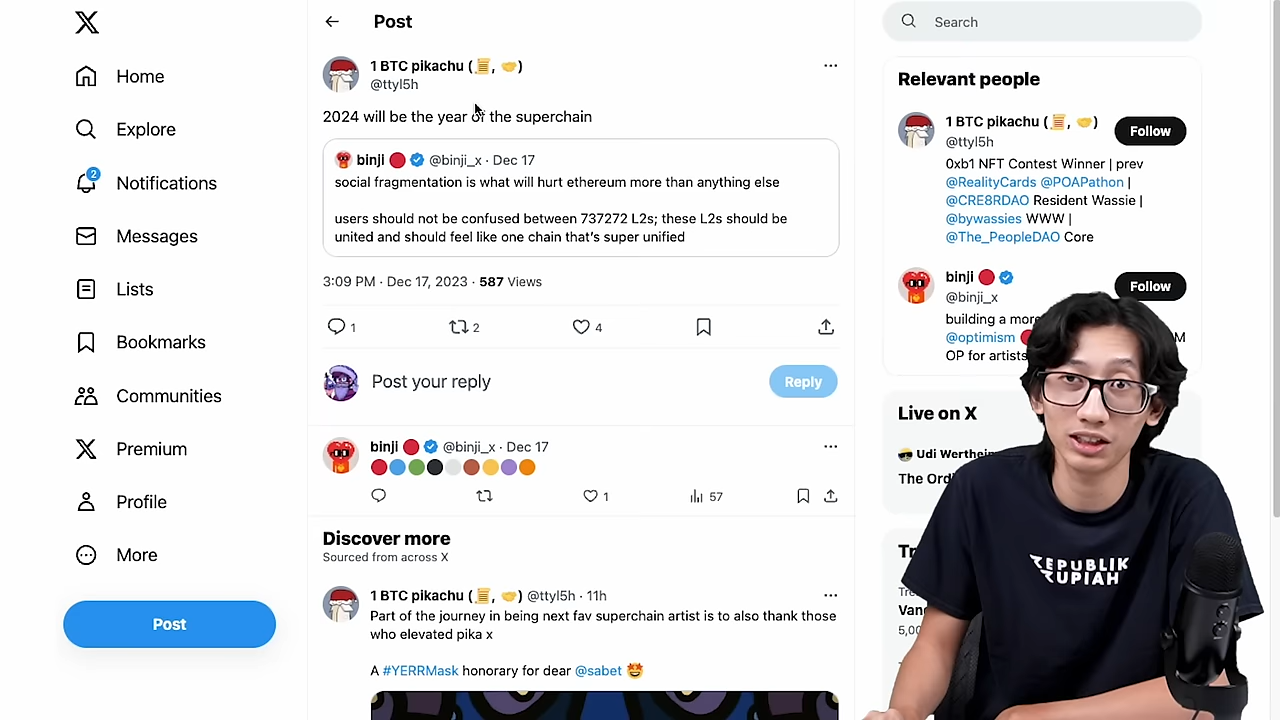 Post
Search
Home
Explore
2
Notifications
Messages
Lists
Bookmarks
Communities
Premium
Profile
More
Post
1 BTC pikachu (📜, 🤝)
@ttyl5h
2024 will be the year of the superchain
binji 🔴 @binji_x · Dec 17
social fragmentation is what will hurt ethereum more than anything else
users should not be confused between 737272 L2s; these L2s should be
united and should feel like one chain that's super unified
3:09 PM · Dec 17, 2023 · 587 Views
1 2 4
Post your reply
Reply
binji 🔴 @binji_x · Dec 17
1 57
Discover more
Sourced from across X
1 BTC pikachu (📜, 🤝) @ttyl5h · 11h
Part of the journey in being next fav superchain artist is to also thank those
who elevated pika x
A #YERRMask honorary for dear @sabet 🤩
Relevant people
1 BTC pikachu (📜, 🤝)
@ttyl5h
Follow
0xb1 NFT Contest Winner | prev
@RealityCards @POAPathon |
@CRE8RDAO Resident Wassie |
@bywassies WWW |
@The_PeopleDAO Core
binji 🔴
@binji_x
Follow
building a more
@optimism
OP for artists
Live on X
Udi
The
5,00
REPUBLIK
RUPIAH